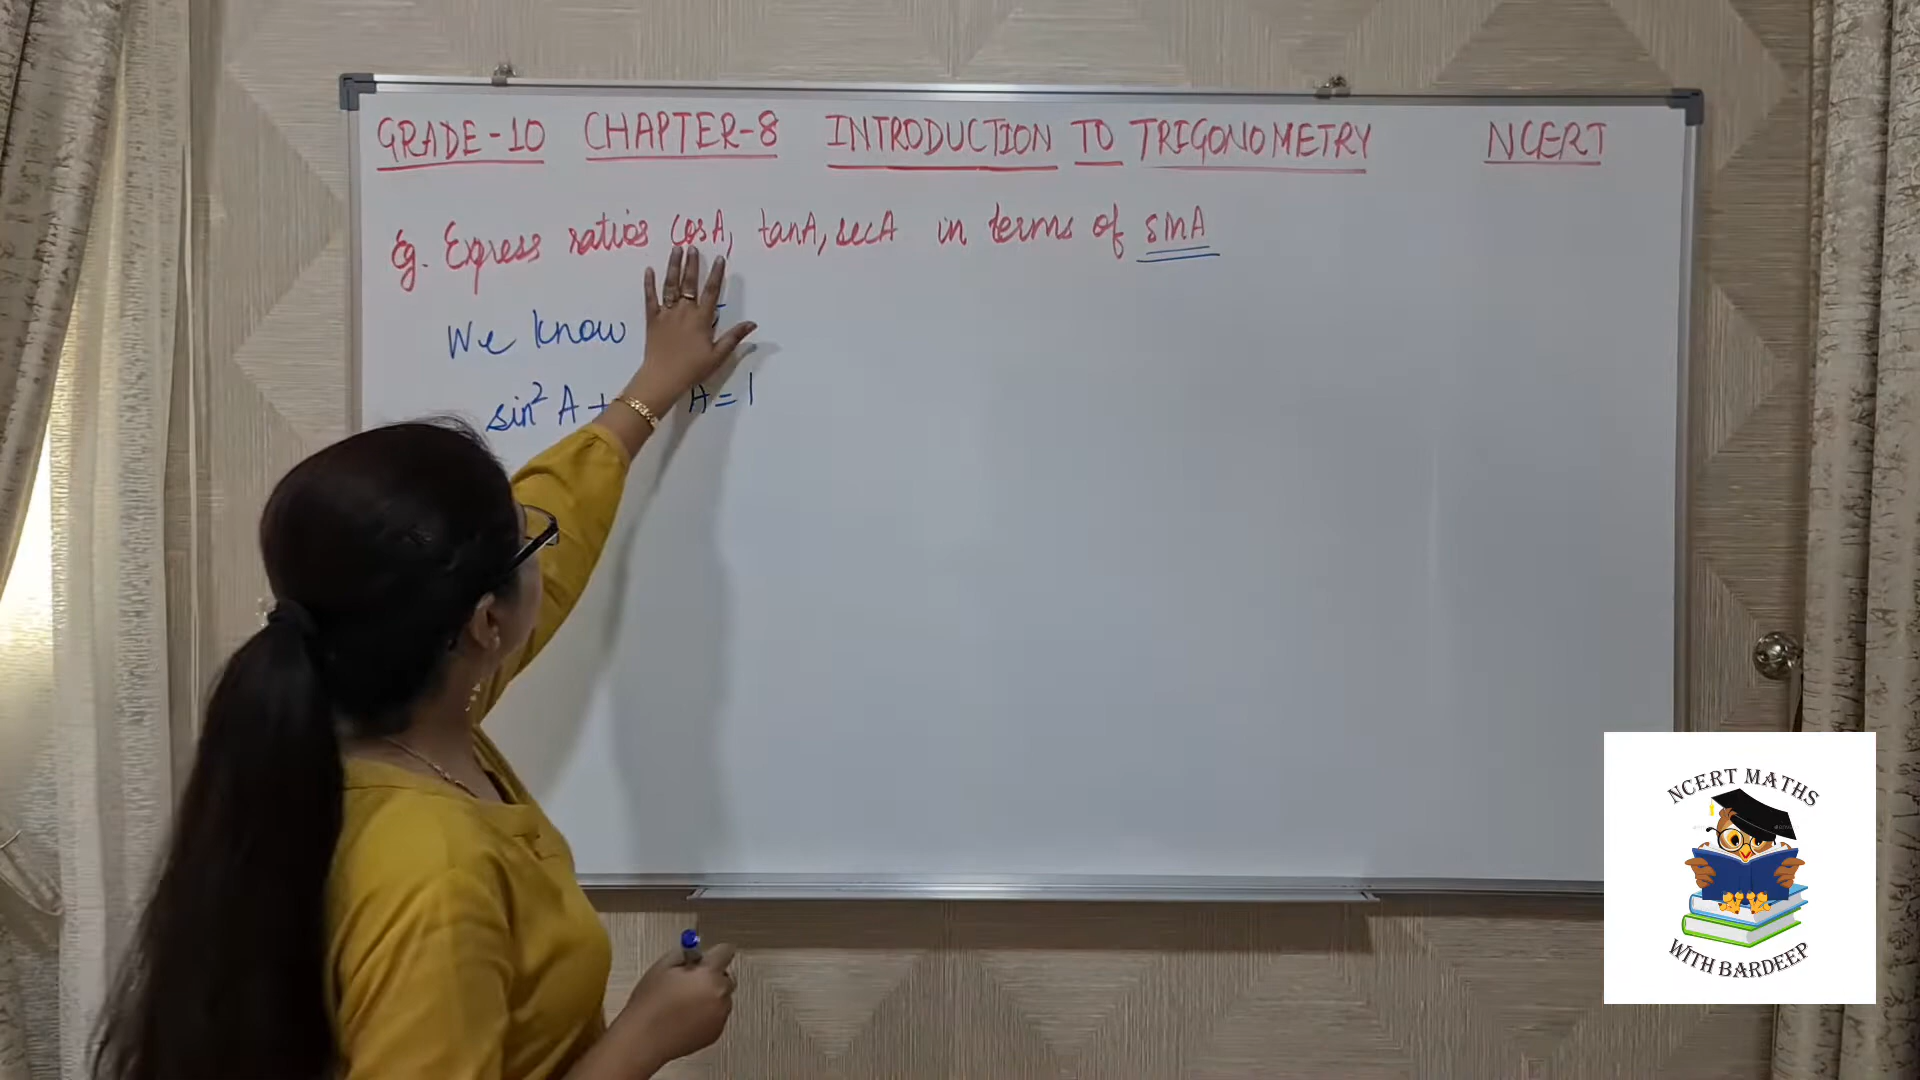 GRADE-10 CHAPTER-8 INTRODUCTION TO TRIGONOMETRY NCERT
Eg. Express ratios cosA, tanA, secA in terms of sinA
We know
sin² A + A = 1
NCERT MATHS
WITH BARDEEP